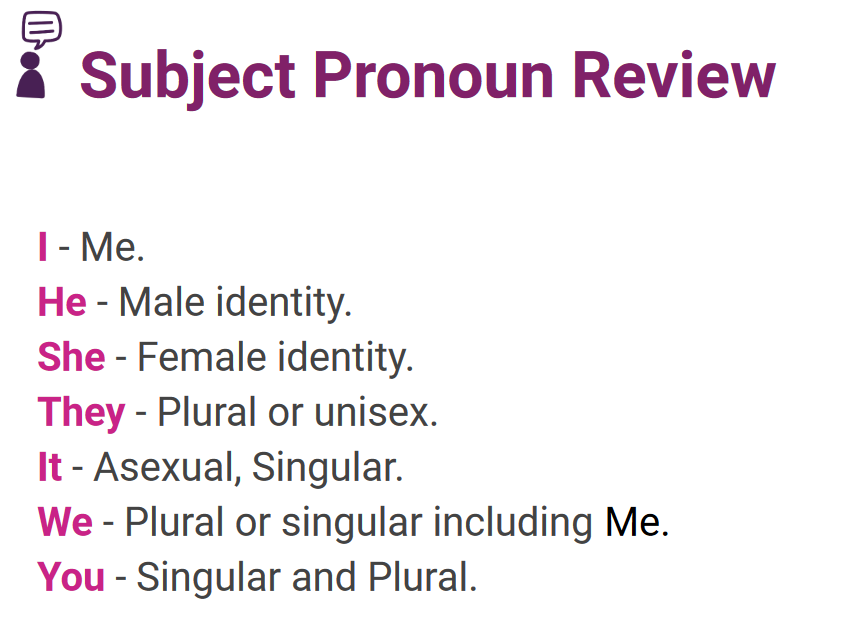 Subject Pronoun Review
I - Me.
He - Male identity.
She - Female identity.
They - Plural or unisex.
It - Asexual, Singular.
We - Plural or singular including Me.
You - Singular and Plural.